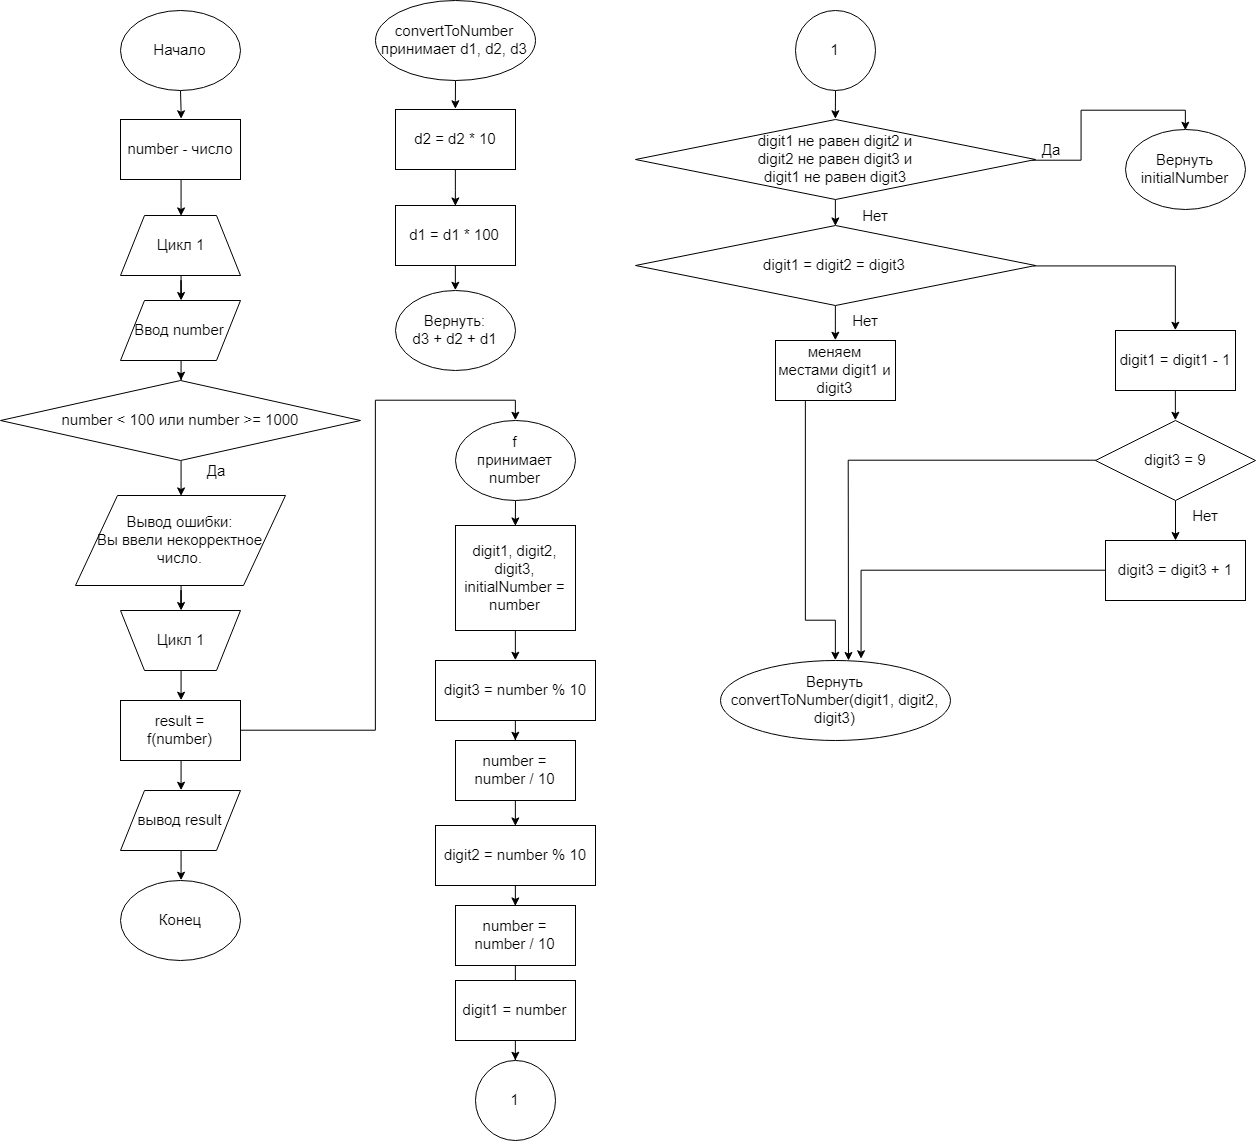 Начало
number - число
Цикл 1
Ввод number
number < 100 или number >= 1000
Да
Вывод ошибки:
Вы ввели некорректное
число.
Цикл 1
result =
f(number)
вывод result
Конец
convertToNumber
принимает d1, d2, d3
d2 = d2 * 10
d1 = d1 * 100
Вернуть:
d3 + d2 + d1
f
принимает
number
digit1, digit2,
digit3,
initialNumber =
number
digit3 = number % 10
number =
number / 10
digit2 = number % 10
number =
number / 10
digit1 = number
1
1
digit1 не равен digit2 и
digit2 не равен digit3 и
digit1 не равен digit3
Да
Вернуть
initialNumber
Нет
digit1 = digit2 = digit3
Нет
меняем
местами digit1 и
digit3
digit1 = digit1 - 1
digit3 = 9
Нет
digit3 = digit3 + 1
Вернуть
convertToNumber(digit1, digit2,
digit3)